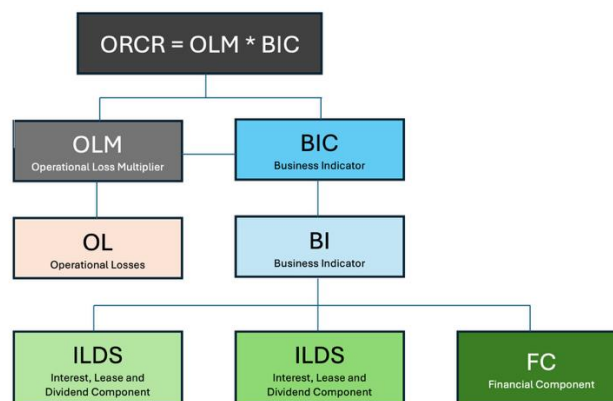 ORCR = OLM * BIC
OLM
Operational Loss Multiplier
BIC
Business Indicator
OL
Operational Losses
BI
Business Indicator
ILDS
Interest, Lease and
Dividend Component
ILDS
Interest, Lease and
Dividend Component
FC
Financial Component